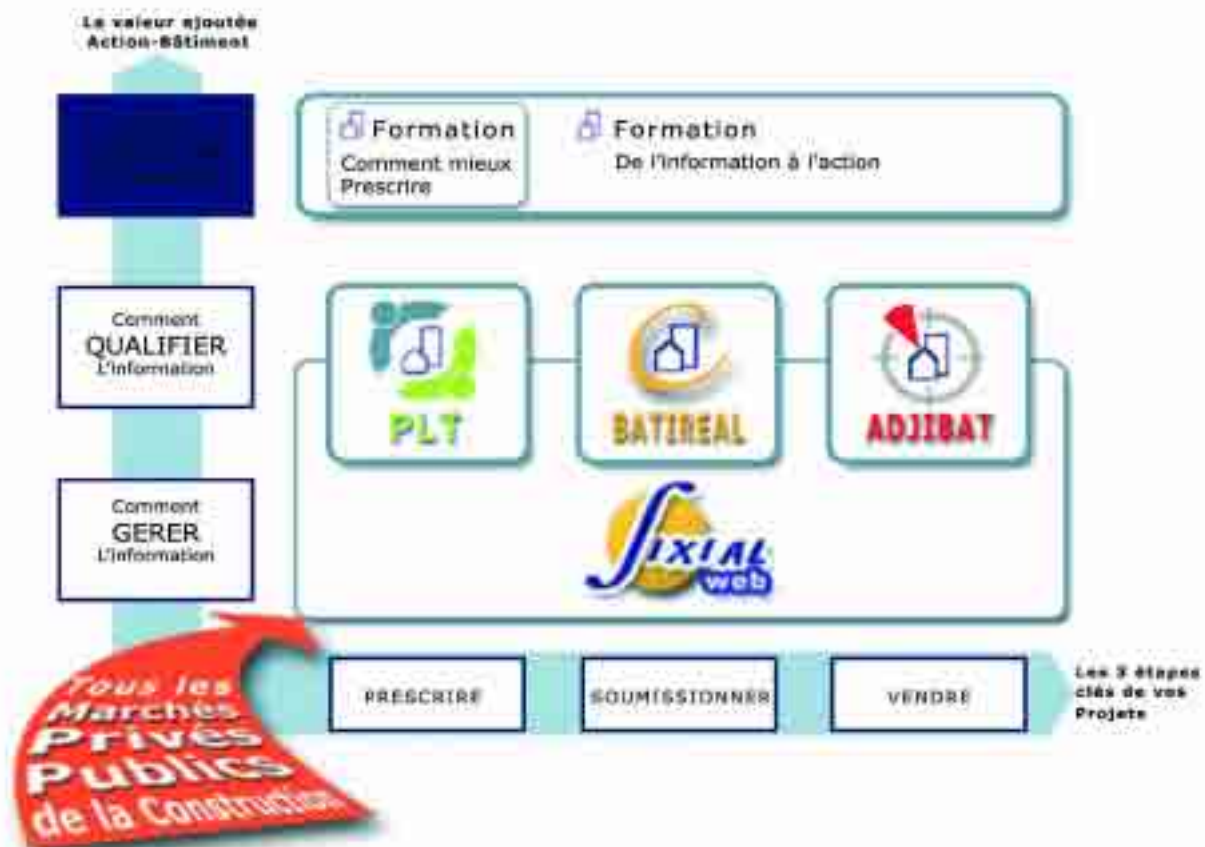 La valeur ajoutée
Action-Bâtiment
Formation
Comment mieux
Prescrire
Formation
De l'information à l'action
Comment
QUALIFIER
L'information
PLT
BATIREAL
ADJIBAT
Comment
GERER
L'information
FIXIAL
web
PRESCRIRE
SOUMISSIONNER
VENDRE
Les 3 étapes
clés de vos
Projets
Tous les
Marchés
Privés
Publics
de la Construction